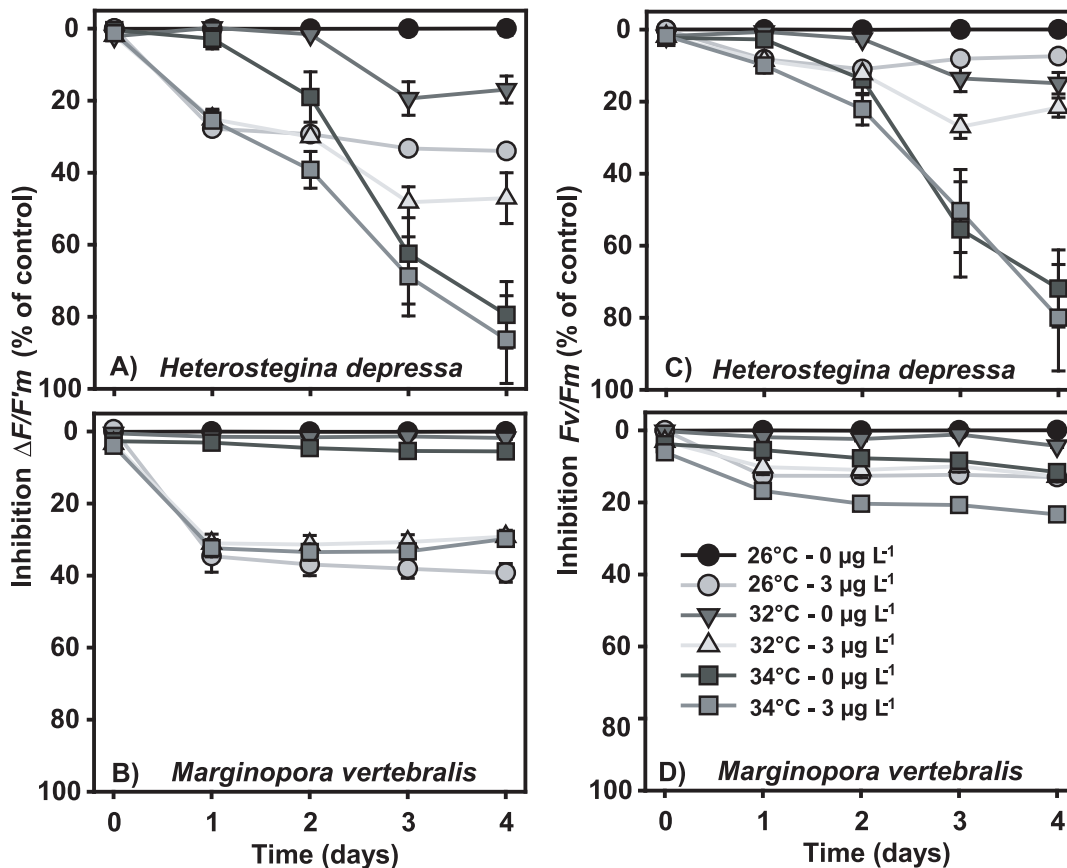 0
20
40
60
80
100
A) Heterostegina depressa
0
20
40
60
80
100
C) Heterostegina depressa
Inhibition ΔF/F'm (% of control)
Inhibition Fv/Fm (% of control)
0
20
40
60
80
100
B) Marginopora vertebralis
0 1 2 3 4
Time (days)
0
20
40
60
80
100
26°C - 0 µg L-1
26°C - 3 µg L-1
32°C - 0 µg L-1
32°C - 3 µg L-1
34°C - 0 µg L-1
34°C - 3 µg L-1
D) Marginopora vertebralis
0 1 2 3 4
Time (days)